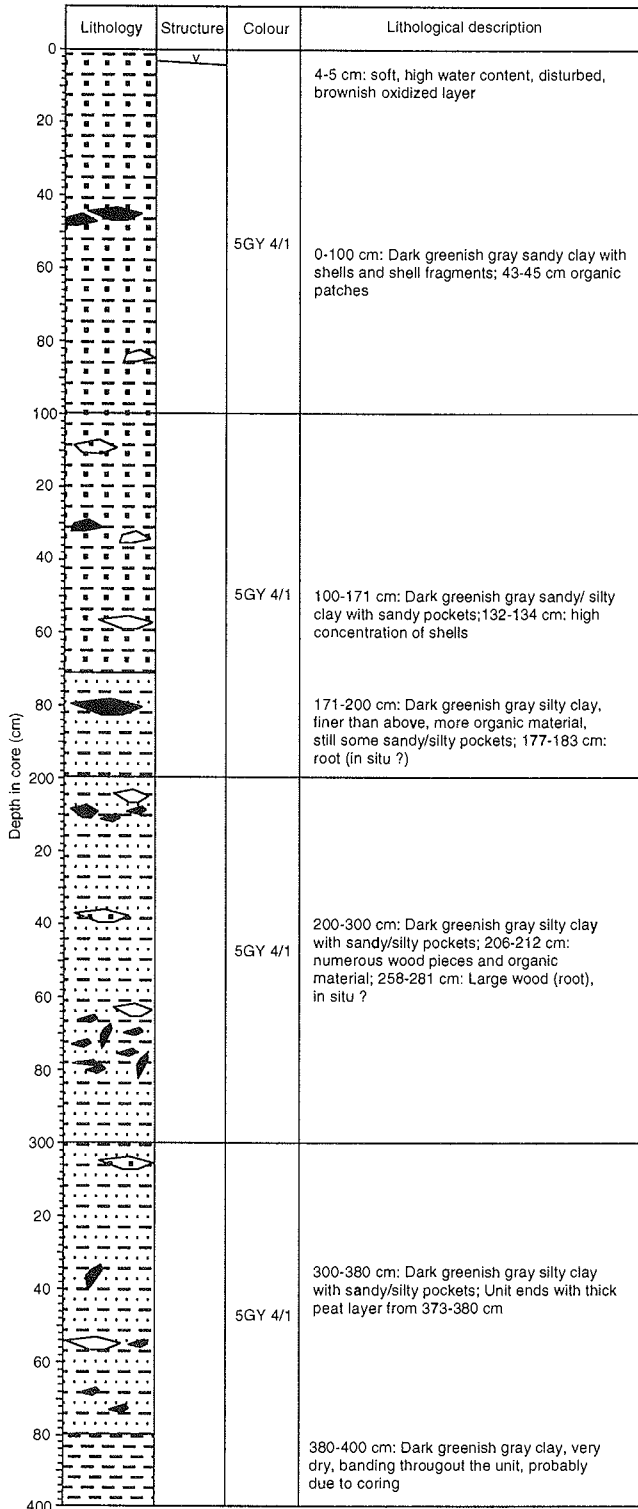 Lithology Structure Colour Lithological description
0
v
4-5 cm: soft, high water content, disturbed,
brownish oxidized layer
20
40
5GY 4/1
0-100 cm: Dark greenish gray sandy clay with
shells and shell fragments; 43-45 cm organic
patches
60
80
100
20
40
5GY 4/1
100-171 cm: Dark greenish gray sandy/ silty
clay with sandy pockets;132-134 cm: high
concentration of shells
60
80
171-200 cm: Dark greenish gray silty clay,
finer than above, more organic material,
still some sandy/silty pockets; 177-183 cm:
root (in situ ?)
Depth in core (cm)
200
20
40
5GY 4/1
200-300 cm: Dark greenish gray silty clay
with sandy/silty pockets; 206-212 cm:
numerous wood pieces and organic
material; 258-281 cm: Large wood (root),
in situ ?
60
80
300
20
40
5GY 4/1
300-380 cm: Dark greenish gray silty clay
with sandy/silty pockets; Unit ends with thick
peat layer from 373-380 cm
60
80
380-400 cm: Dark greenish gray clay, very
dry, banding througout the unit, probably
due to coring
400